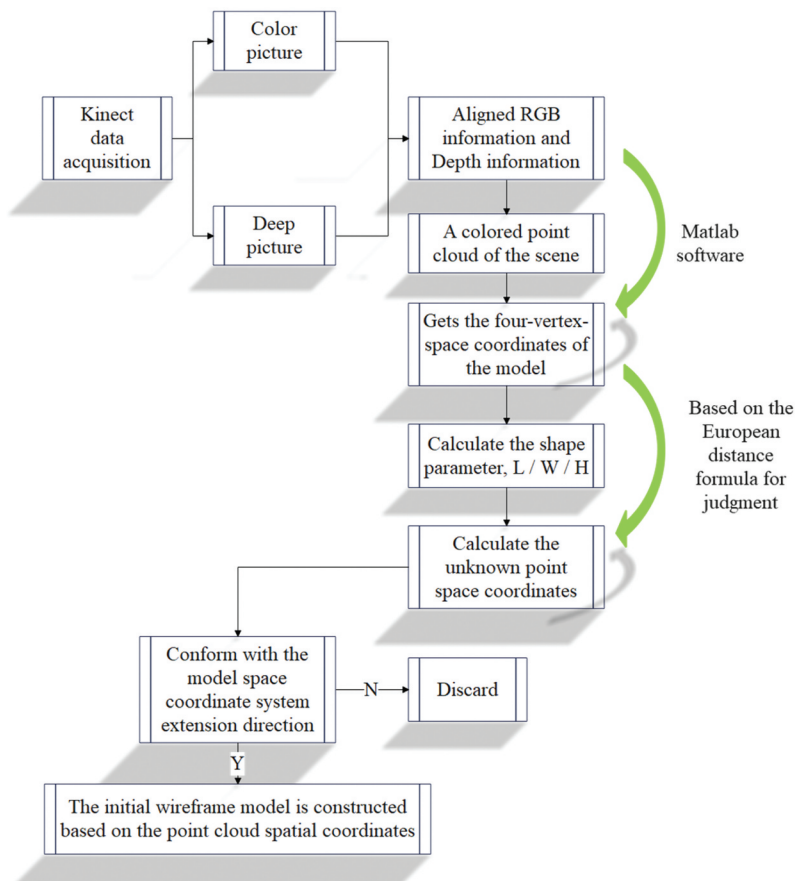 Color
picture
Kinect
data
acquisition
Aligned RGB
information and
Depth information
Deep
picture
A colored point
cloud of the scene
Matlab
software
Gets the four-vertex-
space coordinates of
the model
Calculate the shape
parameter, L / W / H
Based on the
European
distance
formula for
judgment
Calculate the
unknown point
space coordinates
Conform with the
model space
coordinate system
extension direction
N
Discard
Y
The initial wireframe model is constructed
based on the point cloud spatial coordinates